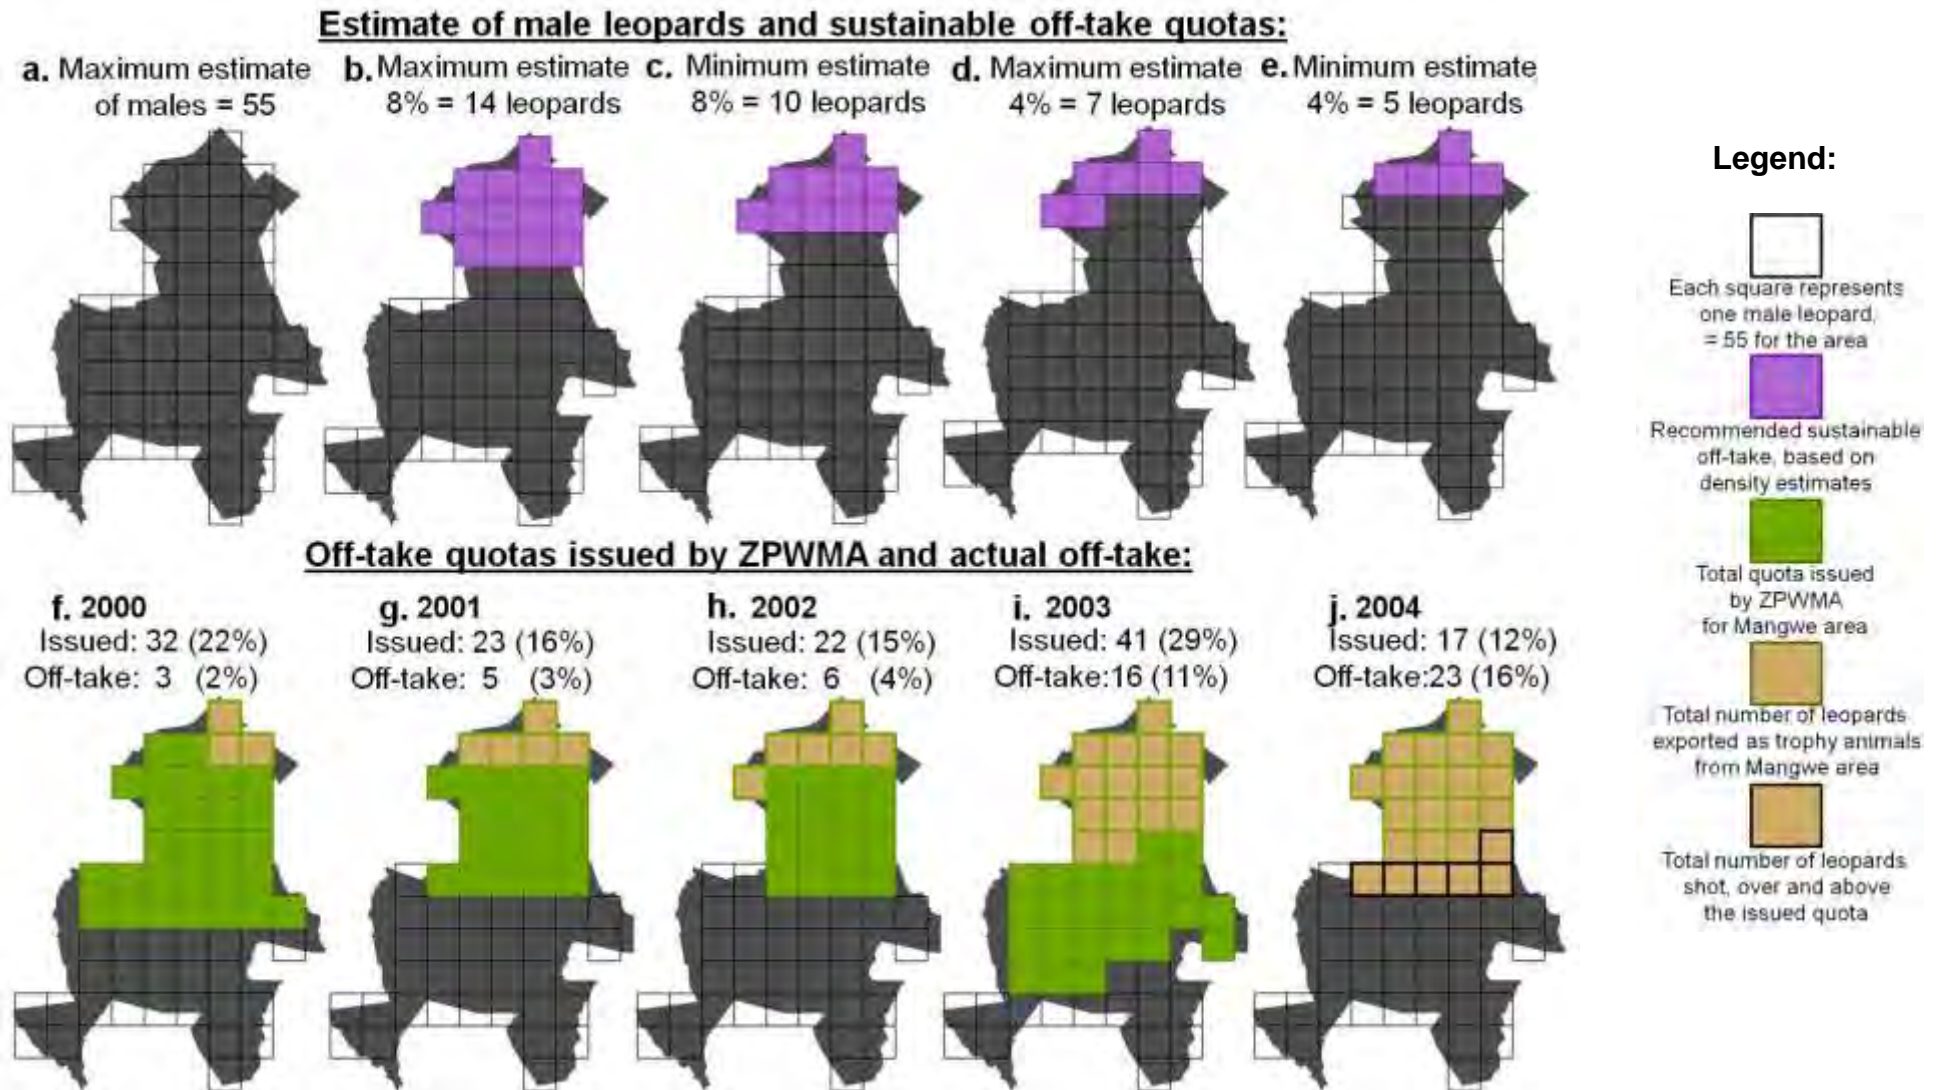 Estimate of male leopards and sustainable off-take quotas:
a. Maximum estimate
of males = 55
b. Maximum estimate
8% = 14 leopards
c. Minimum estimate
8% = 10 leopards
d. Maximum estimate
4% = 7 leopards
e. Minimum estimate
4% = 5 leopards
Off-take quotas issued by ZPWMA and actual off-take:
f. 2000
Issued: 32 (22%)
Off-take: 3 (2%)
g. 2001
Issued: 23 (16%)
Off-take: 5 (3%)
h. 2002
Issued: 22 (15%)
Off-take: 6 (4%)
i. 2003
Issued: 41 (29%)
Off-take:16 (11%)
j. 2004
Issued: 17 (12%)
Off-take:23 (16%)
Legend:
Each square represents
one male leopard,
= 55 for the area
Recommended sustainable
off-take, based on
density estimates
Total quota issued
by ZPWMA
for Mangwe area
Total number of leopards
exported as trophy animals
from Mangwe area
Total number of leopards
shot, over and above
the issued quota